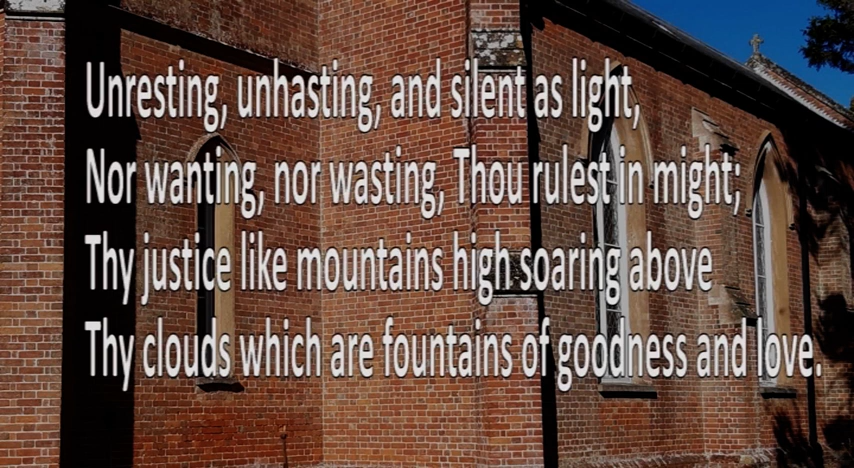 Unresting, unhasting, and silent as light,
Nor wanting, nor wasting, Thou rulest in might;
Thy justice like mountains high soaring above
Thy clouds which are fountains of goodness and love.